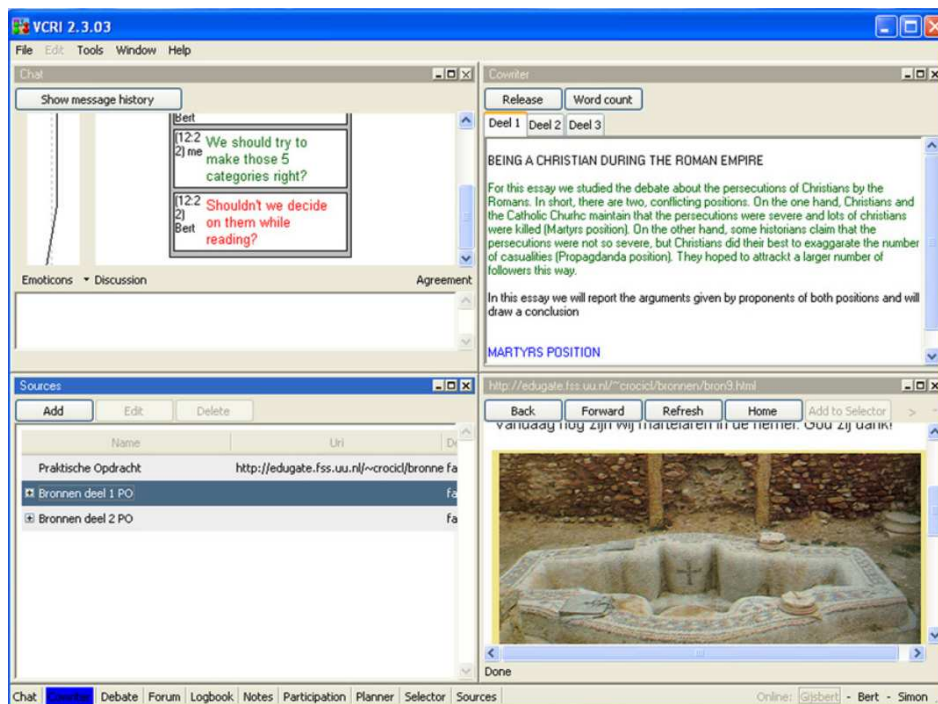 VCRI 2.3.03
File Edit Tools Window Help
Chat
Show message history
Bert
(12:2
2) me
We should try to
make those 5
categories right?
(12:2
2)
Bert
Shouldn't we decide
on them while
reading?
Emoticons Discussion Agreement
Cowriter
Release Word count
Deel 1 Deel 2 Deel 3
BEING A CHRISTIAN DURING THE ROMAN EMPIRE
For this essay we studied the debate about the persecutions of Christians by the
Romans. In short, there are two, conflicting positions. On the one hand, Christians and
the Catholic Churhc maintain that the persecutions were severe and lots of christians
were killed (Martyrs position). On the other hand, some historians claim that the
persecutions were not so severe, but Christians did their best to exaggarate the number
of casualities (Propagdanda position). They hoped to attrackt a larger number of
followers this way.
In this essay we will report the arguments given by proponents of both positions and will
draw a conclusion
MARTYRS POSITION
Sources
Add Edit Delete
Name Uri De
Praktische Opdracht http://edugate.fss.uu.nl/~crocicl/bronne fa
Bronnen deel 1 PO fa
Bronnen deel 2 PO fa
http://edugate.fss.uu.nl/~crocicl/bronnen/bron9.html
Back Forward Refresh Home Add to Selector >
Vandaag nog zijn wij martelaren in de hemel. God zij dank!
Done
Chat Cowriter Debate Forum Logbook Notes Participation Planner Selector Sources
Online: Gijsbert - Bert - Simon